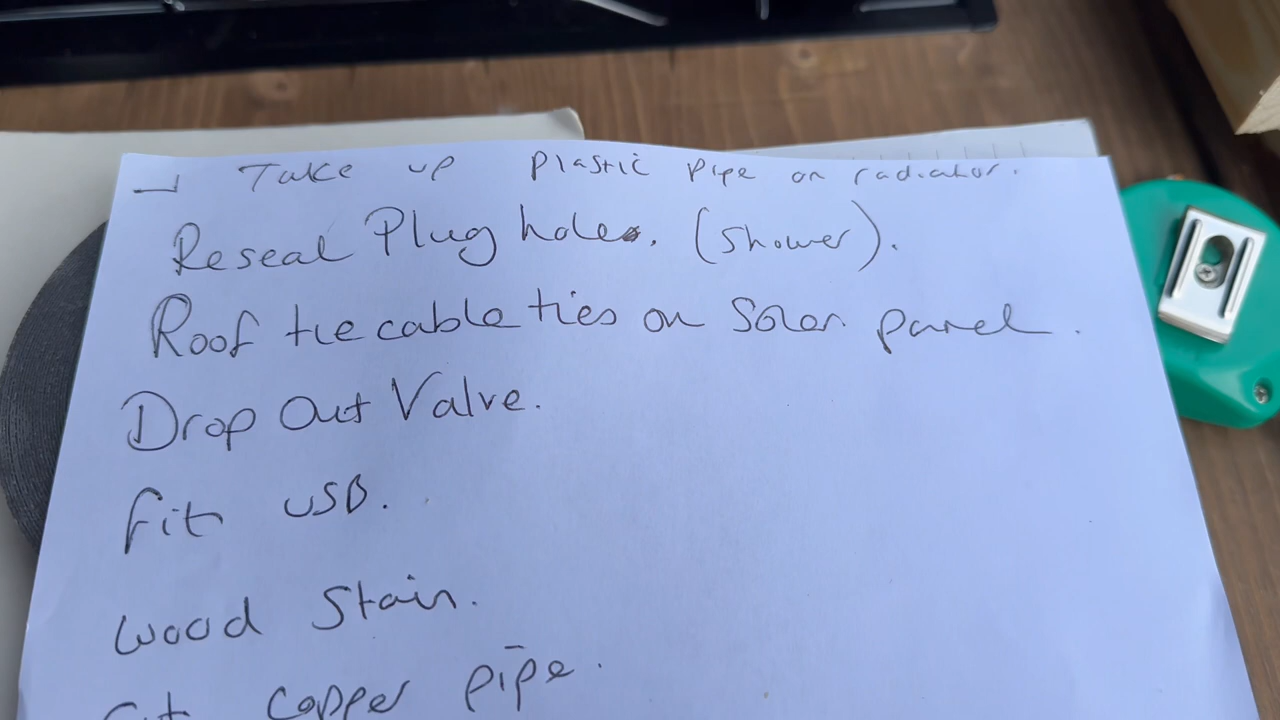 Take up plastic pipe on radiator.
Reseal Plug hole. (Shower).
Roof tie cable ties on Solar panel.
Drop Out Valve.
Fit USB.
Wood Stain.
copper pipe.